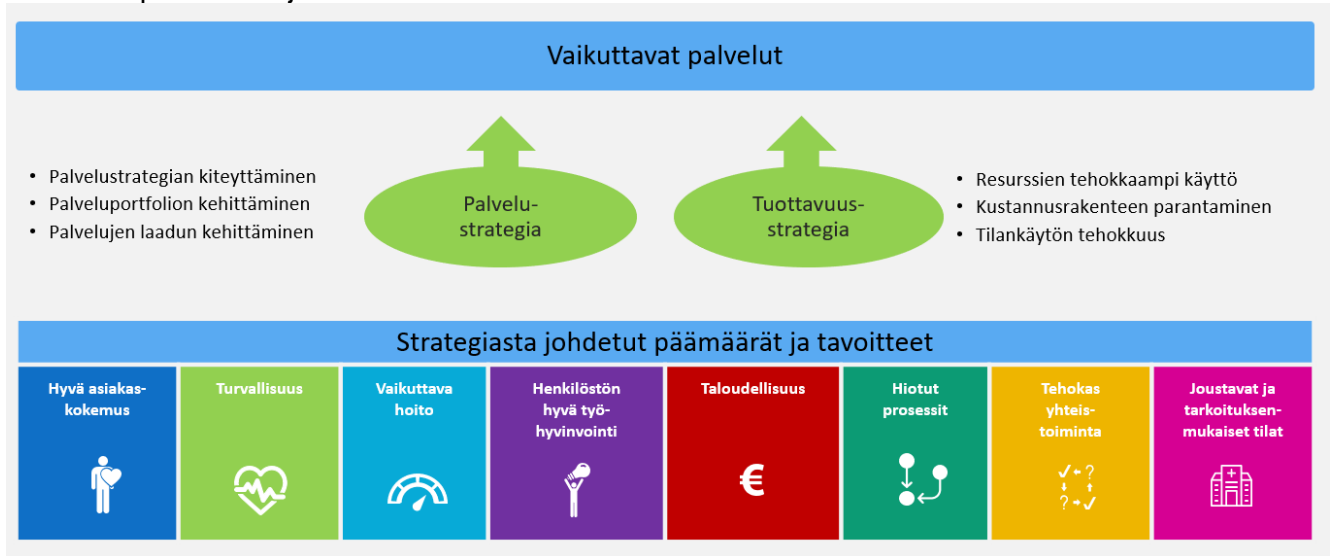 Vaikuttavat palvelut
• Palvelustrategian kiteyttäminen
• Palveluportfolion kehittäminen
• Palvelujen laadun kehittäminen
Palvelu-
strategia
Tuottavuus-
strategia
• Resurssien tehokkaampi käyttö
• Kustannusrakenteen parantaminen
• Tilankäytön tehokkuus
Strategiasta johdetut päämäärät ja tavoitteet
Hyvä asiakas-
kokemus
Turvallisuus
Vaikuttava
hoito
Henkilöstön
hyvä työ-
hyvinvointi
Taloudellisuus
€
Hiotut
prosessit
Tehokas
yhteis-
toiminta
Joustavat ja
tarkoituksen-
mukaiset tilat